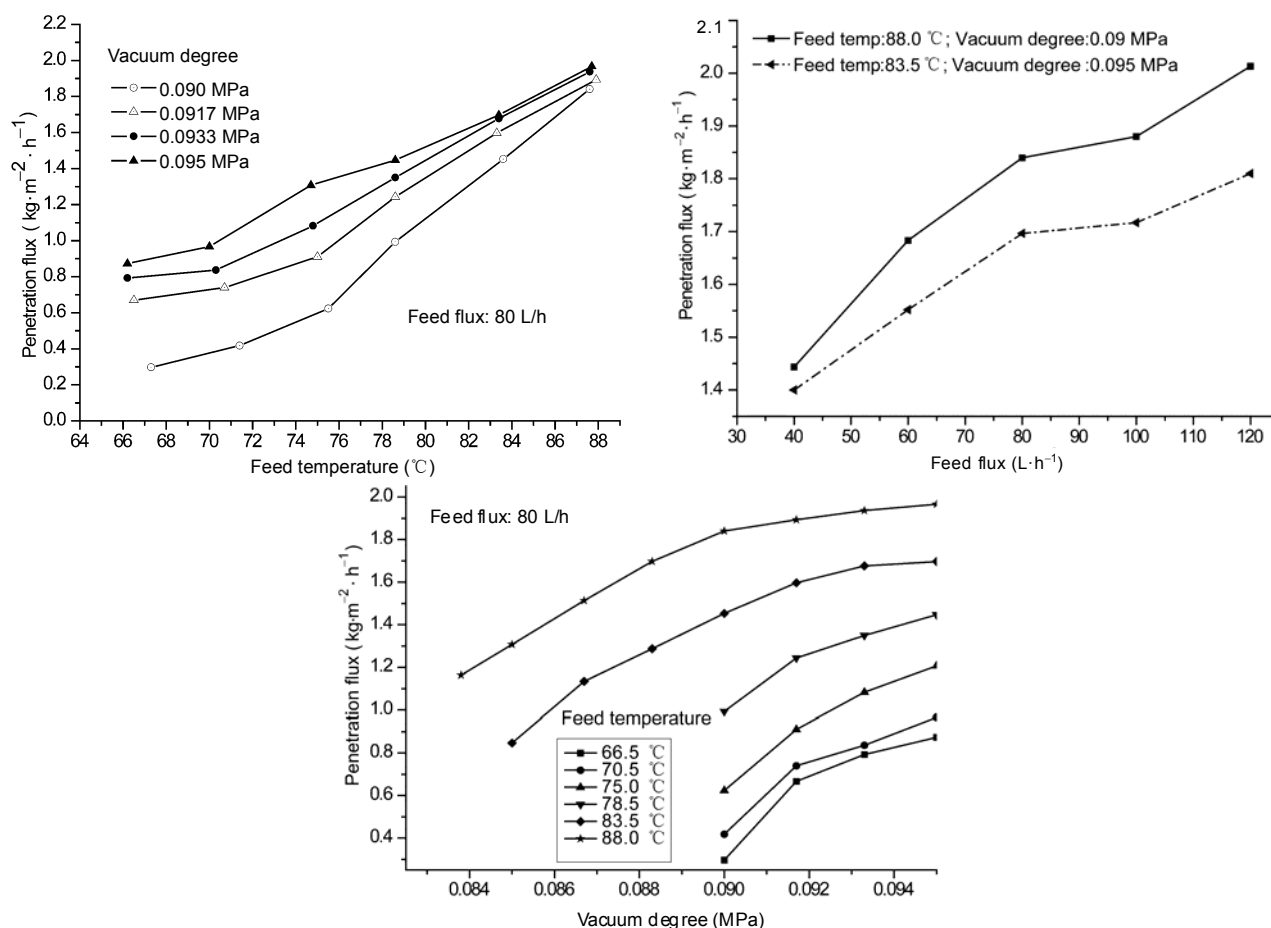 Penetration flux ( kg·m⁻²·h⁻¹)
2.2
2.0
1.8
1.6
1.4
1.2
1.0
0.8
0.6
0.4
0.2
0.0
Vacuum degree
0.090 MPa
0.0917 MPa
0.0933 MPa
0.095 MPa
Feed flux: 80 L/h
64 66 68 70 72 74 76 78 80 82 84 86 88
Feed temperature (℃)
Penetration flux ( kg·m⁻²·h⁻¹)
2.1
2.0
1.9
1.8
1.7
1.6
1.5
1.4
Feed temp:88.0 ℃; Vacuum degree:0.09 MPa
Feed temp:83.5 ℃; Vacuum degree :0.095 MPa
30 40 50 60 70 80 90 100 110 120
Feed flux (L·h⁻¹)
Penetration flux ( kg·m⁻²·h⁻¹)
2.0
1.8
1.6
1.4
1.2
1.0
0.8
0.6
0.4
Feed flux: 80 L/h
Feed temperature
66.5 ℃
70.5 ℃
75.0 ℃
78.5 ℃
83.5 ℃
88.0 ℃
0.084 0.086 0.088 0.090 0.092 0.094
Vacuum degree (MPa)